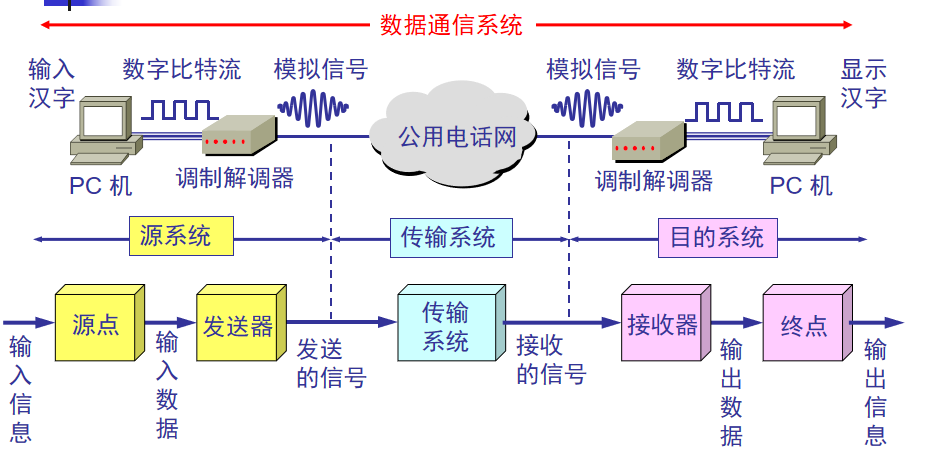 数据通信系统
输入
汉字
数字比特流
模拟信号
模拟信号
数字比特流
显示
汉字
公用电话网
PC 机
调制解调器
调制解调器
PC 机
源系统
传输系统
目的系统
源点
发送器
传输
系统
接收器
终点
输入信息
输入数据
发送
的信号
接收
的信号
输出数据
输出信息